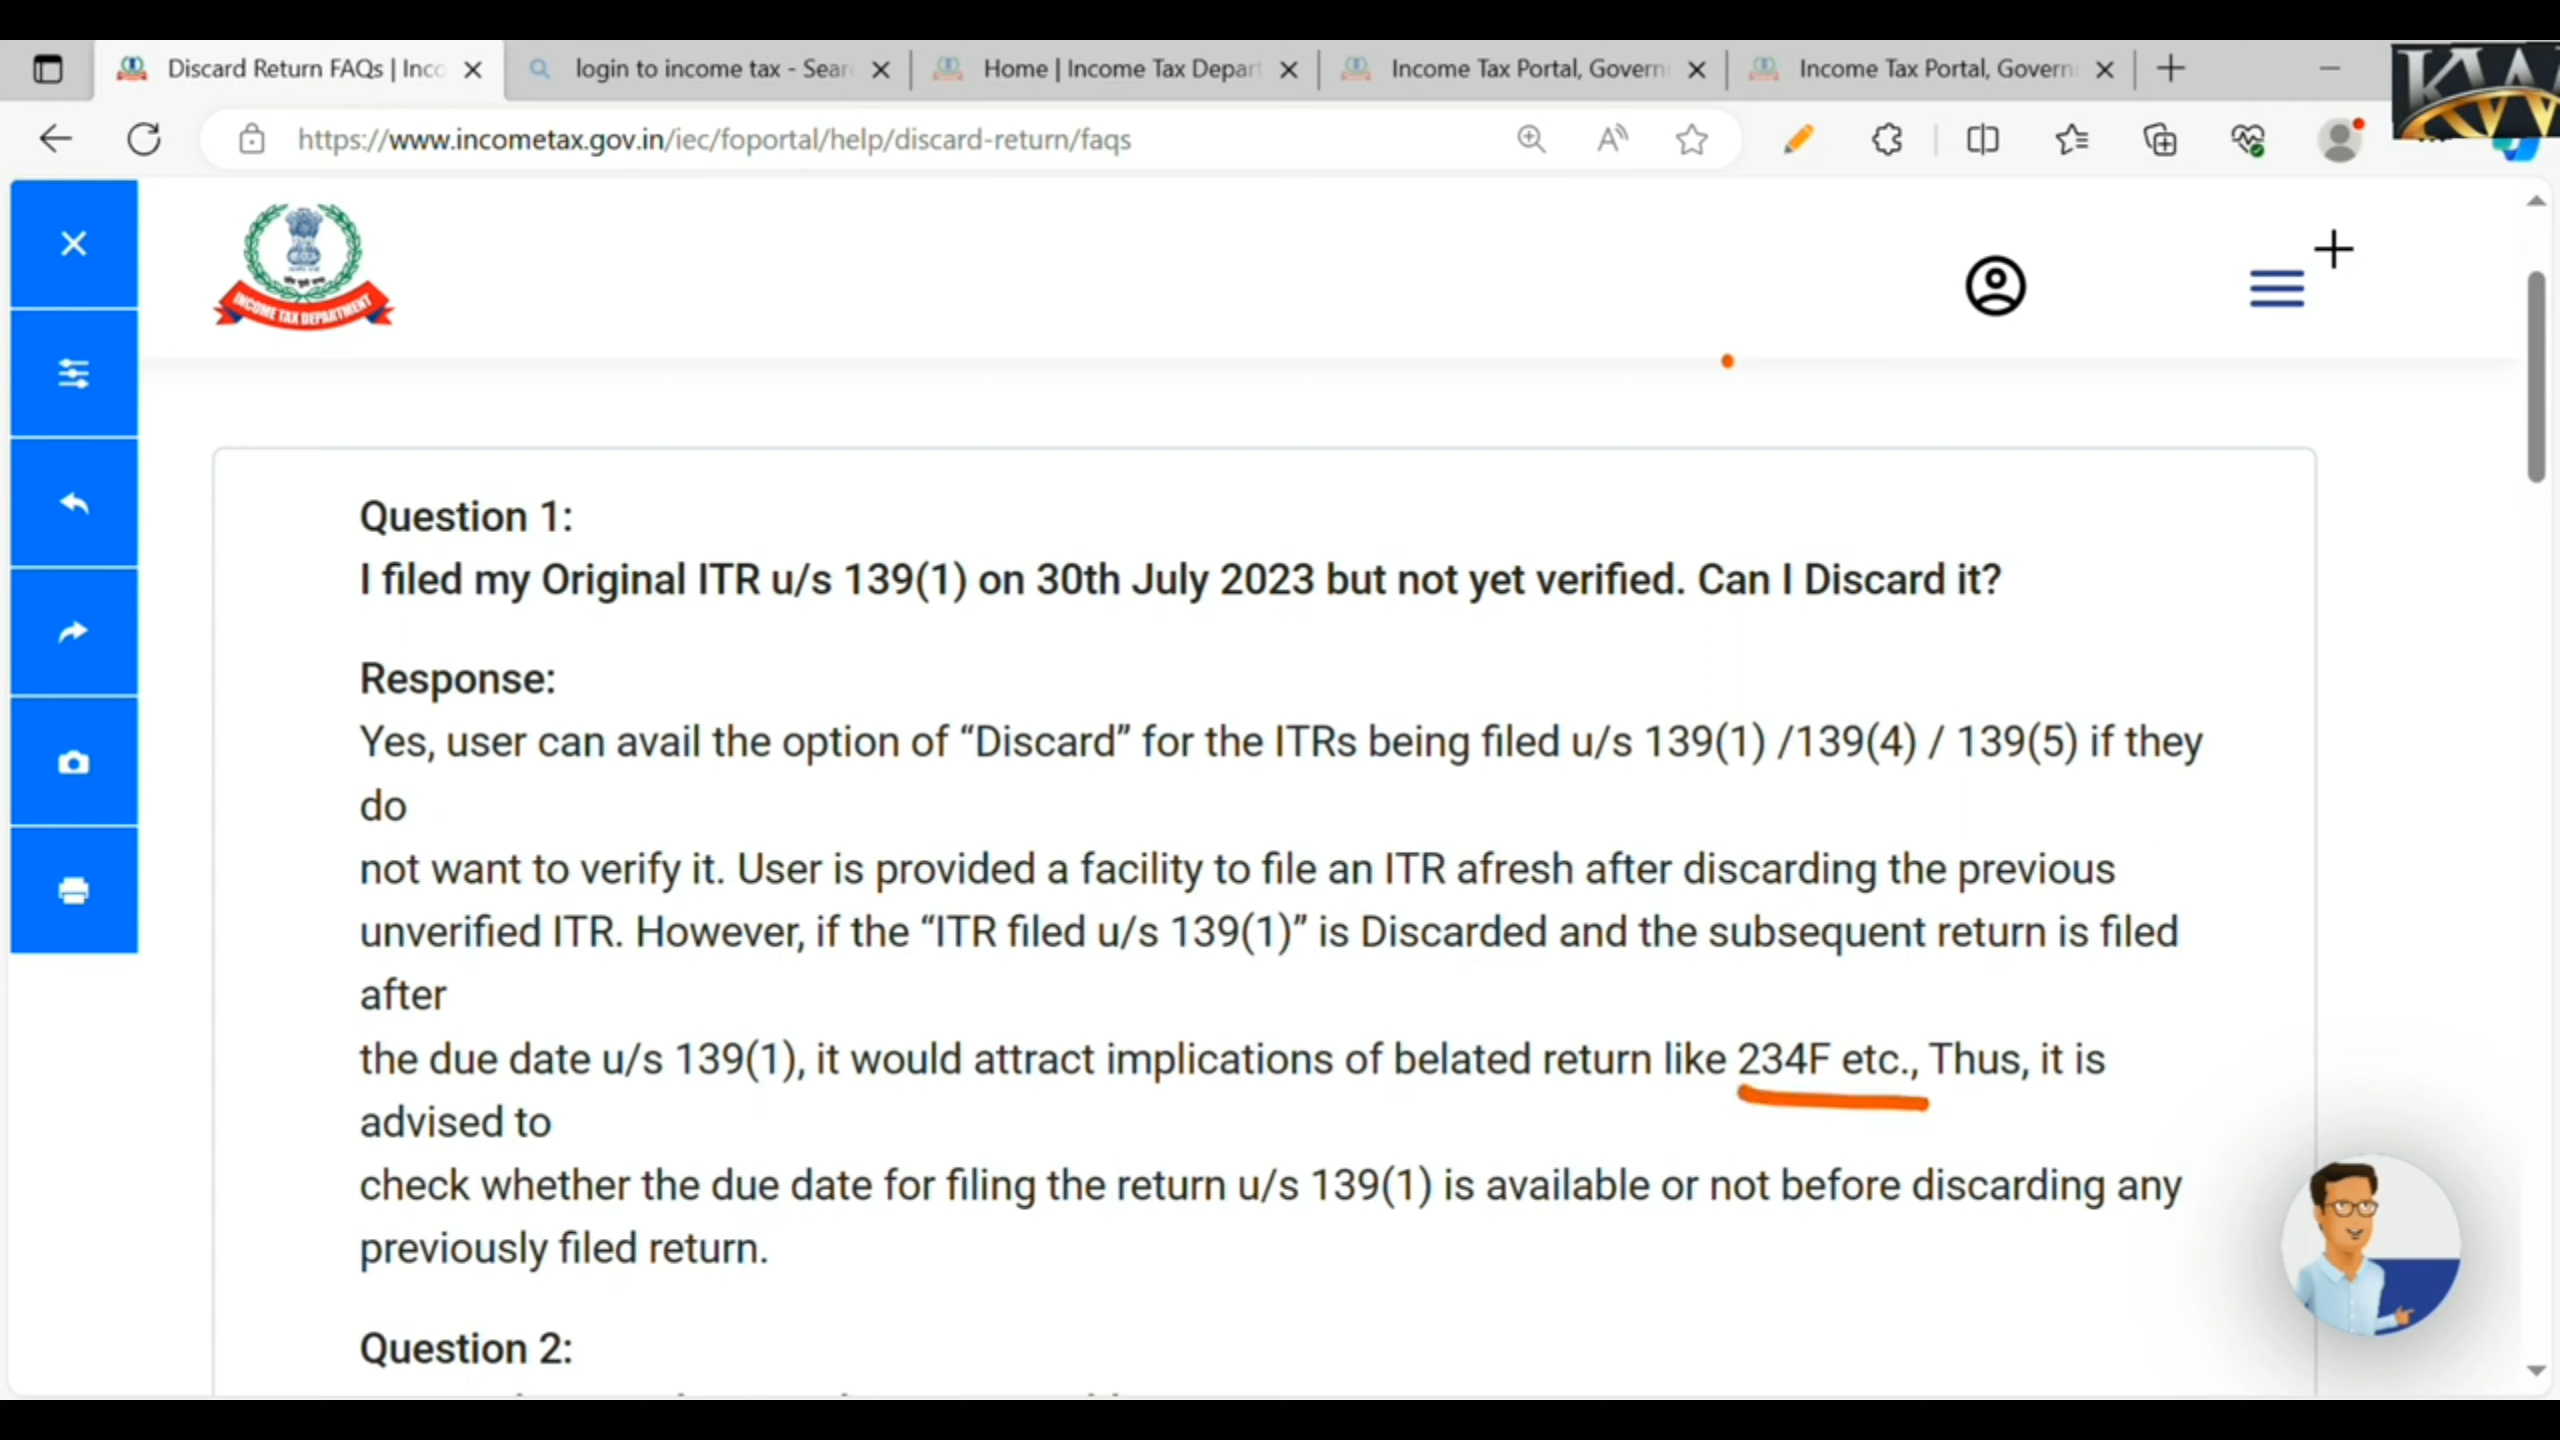 Discard Return FAQs | Inco
login to income tax - Sear
Home | Income Tax Depar
Income Tax Portal, Govern
Income Tax Portal, Govern
KW
https://www.incometax.gov.in/iec/foportal/help/discard-return/faqs
INCOME TAX DEPARTMENT
Question 1:
I filed my Original ITR u/s 139(1) on 30th July 2023 but not yet verified. Can I Discard it?
Response:
Yes, user can avail the option of “Discard” for the ITRs being filed u/s 139(1) /139(4) / 139(5) if they
do
not want to verify it. User is provided a facility to file an ITR afresh after discarding the previous
unverified ITR. However, if the “ITR filed u/s 139(1)” is Discarded and the subsequent return is filed
after
the due date u/s 139(1), it would attract implications of belated return like 234F etc., Thus, it is
advised to
check whether the due date for filing the return u/s 139(1) is available or not before discarding any
previously filed return.
Question 2: